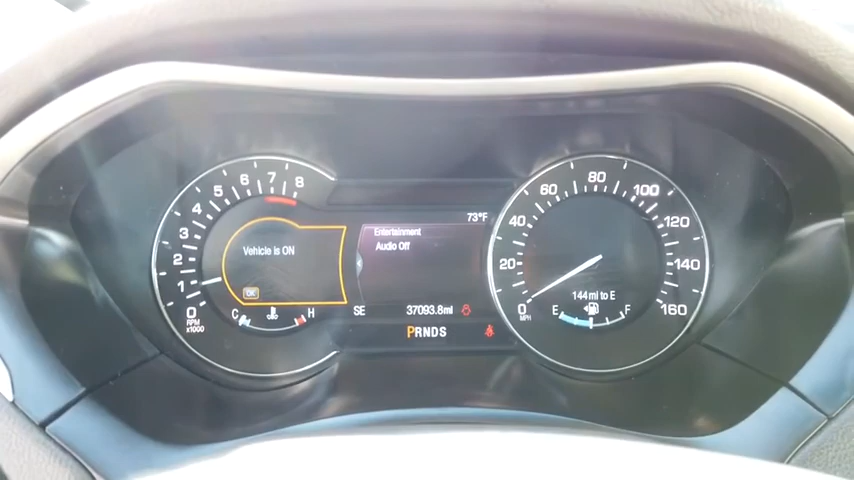 0
1
2
3
4
5
6
7
8
RPM
x1000
Vehicle is ON
OK
C H
73°F
Entertainment
Audio Off
SE 37093.8mi
PRNDS
0
20
40
60
80
100
120
140
160
MPH
144 mi to E
E F